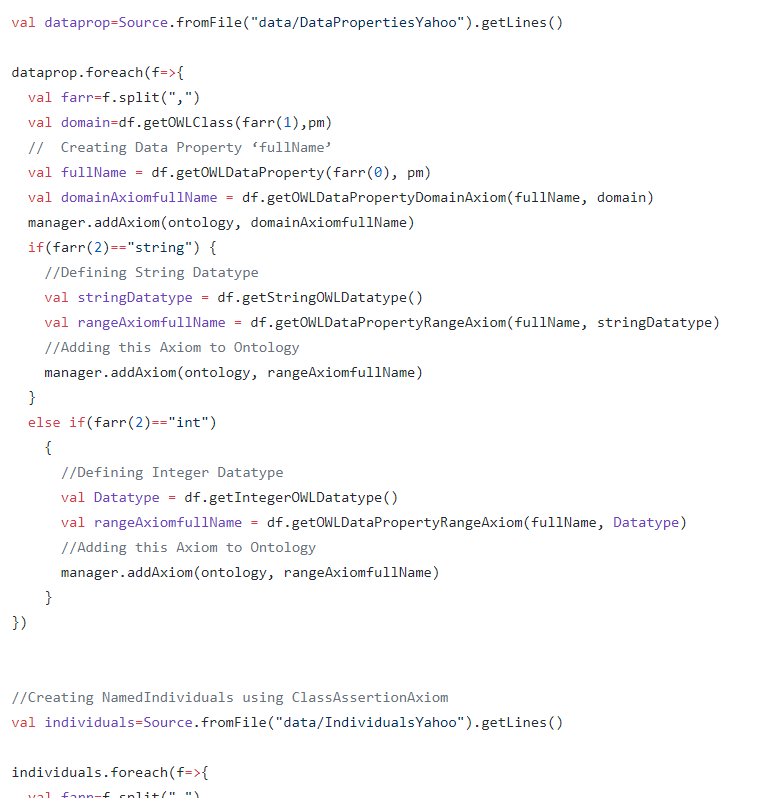 val dataprop=Source.fromFile("data/DataPropertiesYahoo").getLines()
dataprop.foreach(f=>{
val farr=f.split(",")
val domain=df.getOWLClass(farr(1),pm)
//  Creating Data Property ‘fullName’
val fullName = df.getOWLDataProperty(farr(0), pm)
val domainAxiomfullName = df.getOWLDataPropertyDomainAxiom(fullName, domain)
manager.addAxiom(ontology, domainAxiomfullName)
if(farr(2)=="string") {
//Defining String Datatype
val stringDatatype = df.getStringOWLDatatype()
val rangeAxiomfullName = df.getOWLDataPropertyRangeAxiom(fullName, stringDatatype)
//Adding this Axiom to Ontology
manager.addAxiom(ontology, rangeAxiomfullName)
}
else if(farr(2)=="int")
{
//Defining Integer Datatype
val Datatype = df.getIntegerOWLDatatype()
val rangeAxiomfullName = df.getOWLDataPropertyRangeAxiom(fullName, Datatype)
//Adding this Axiom to Ontology
manager.addAxiom(ontology, rangeAxiomfullName)
}
})
//Creating NamedIndividuals using ClassAssertionAxiom
val individuals=Source.fromFile("data/IndividualsYahoo").getLines()
individuals.foreach(f=>{
val farr=f.split(",")